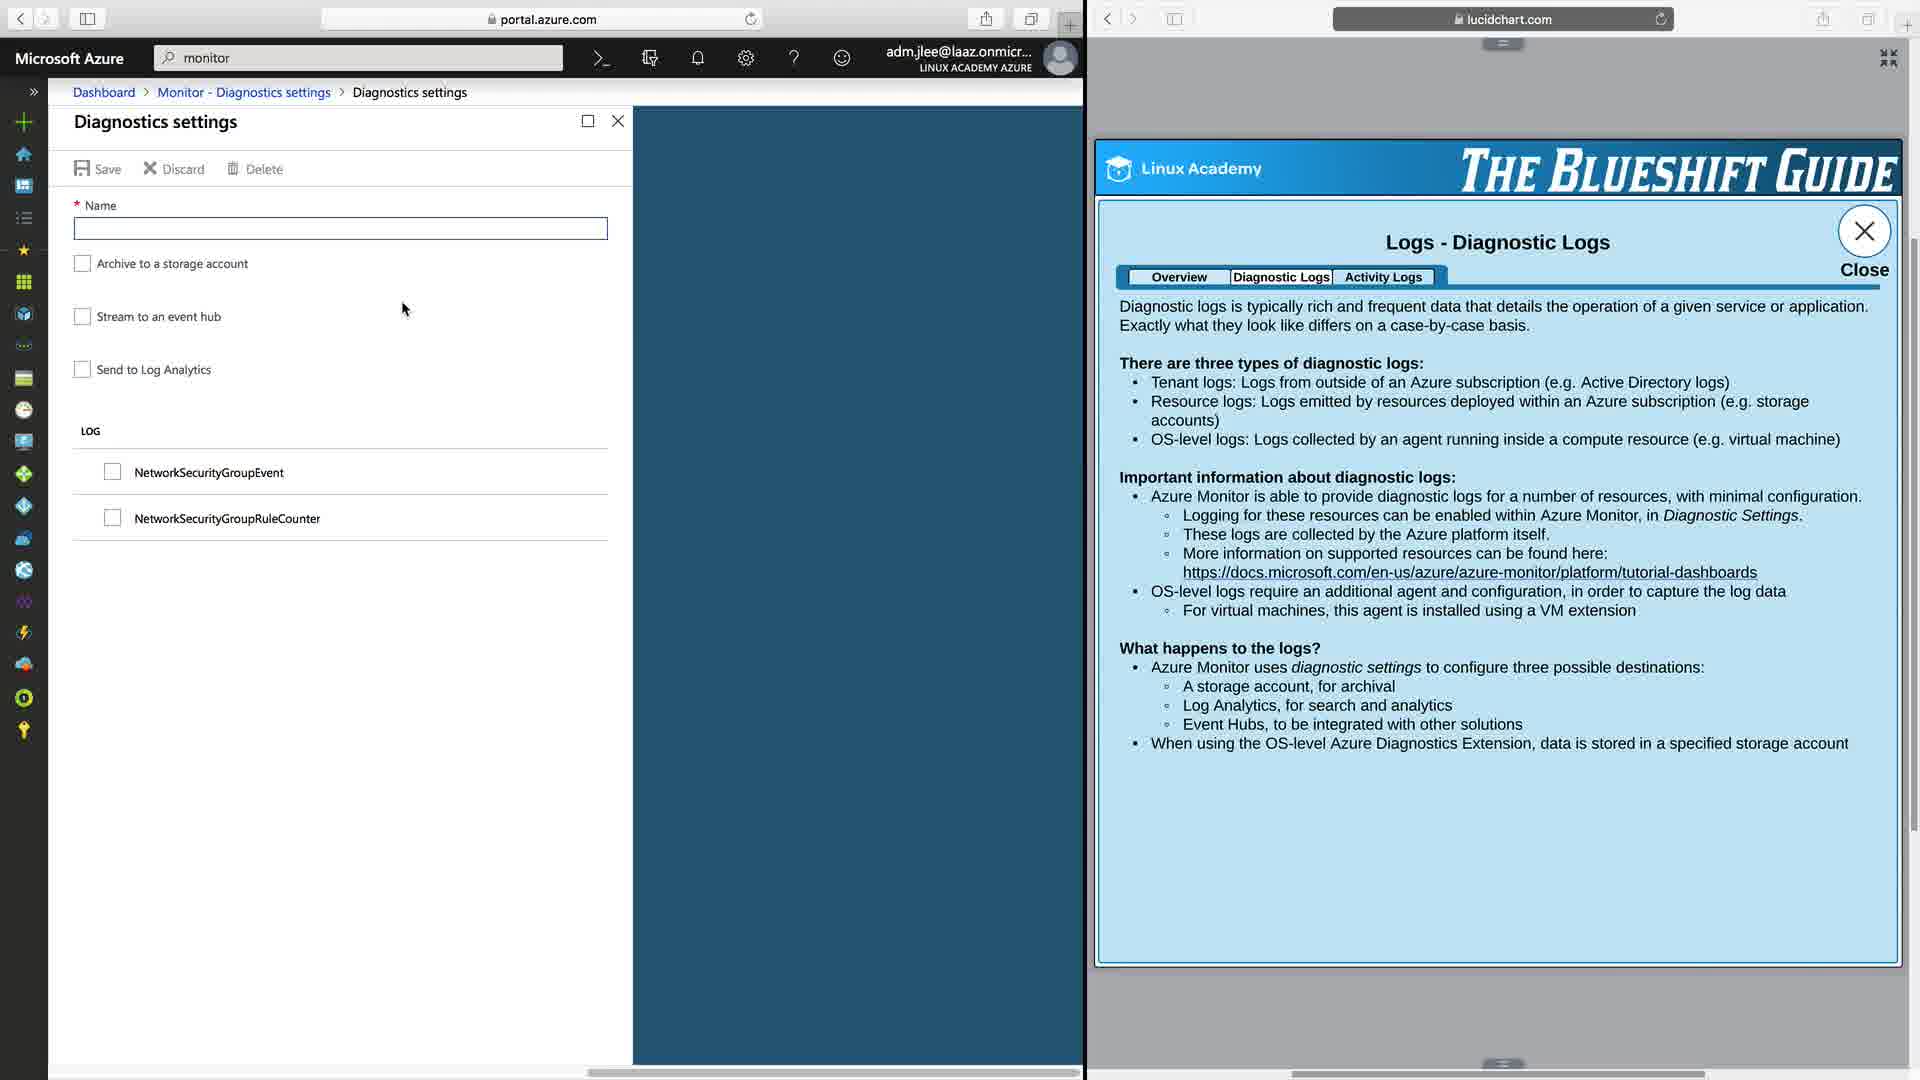 portal.azure.com
Microsoft Azure
monitor
adm.jlee@laaz.onmicr...
LINUX ACADEMY AZURE
Dashboard > Monitor - Diagnostics settings > Diagnostics settings
Diagnostics settings
Save Discard Delete
* Name
Archive to a storage account
Stream to an event hub
Send to Log Analytics
LOG
NetworkSecurityGroupEvent
NetworkSecurityGroupRuleCounter
lucidchart.com
Linux Academy
THE BLUESHIFT GUIDE
Logs - Diagnostic Logs
Close
Overview Diagnostic Logs Activity Logs
Diagnostic logs is typically rich and frequent data that details the operation of a given service or application.
Exactly what they look like differs on a case-by-case basis.
There are three types of diagnostic logs:
• Tenant logs: Logs from outside of an Azure subscription (e.g. Active Directory logs)
• Resource logs: Logs emitted by resources deployed within an Azure subscription (e.g. storage
accounts)
• OS-level logs: Logs collected by an agent running inside a compute resource (e.g. virtual machine)
Important information about diagnostic logs:
• Azure Monitor is able to provide diagnostic logs for a number of resources, with minimal configuration.
◦ Logging for these resources can be enabled within Azure Monitor, in Diagnostic Settings.
◦ These logs are collected by the Azure platform itself.
◦ More information on supported resources can be found here:
https://docs.microsoft.com/en-us/azure/azure-monitor/platform/tutorial-dashboards
• OS-level logs require an additional agent and configuration, in order to capture the log data
◦ For virtual machines, this agent is installed using a VM extension
What happens to the logs?
• Azure Monitor uses diagnostic settings to configure three possible destinations:
◦ A storage account, for archival
◦ Log Analytics, for search and analytics
◦ Event Hubs, to be integrated with other solutions
• When using the OS-level Azure Diagnostics Extension, data is stored in a specified storage account